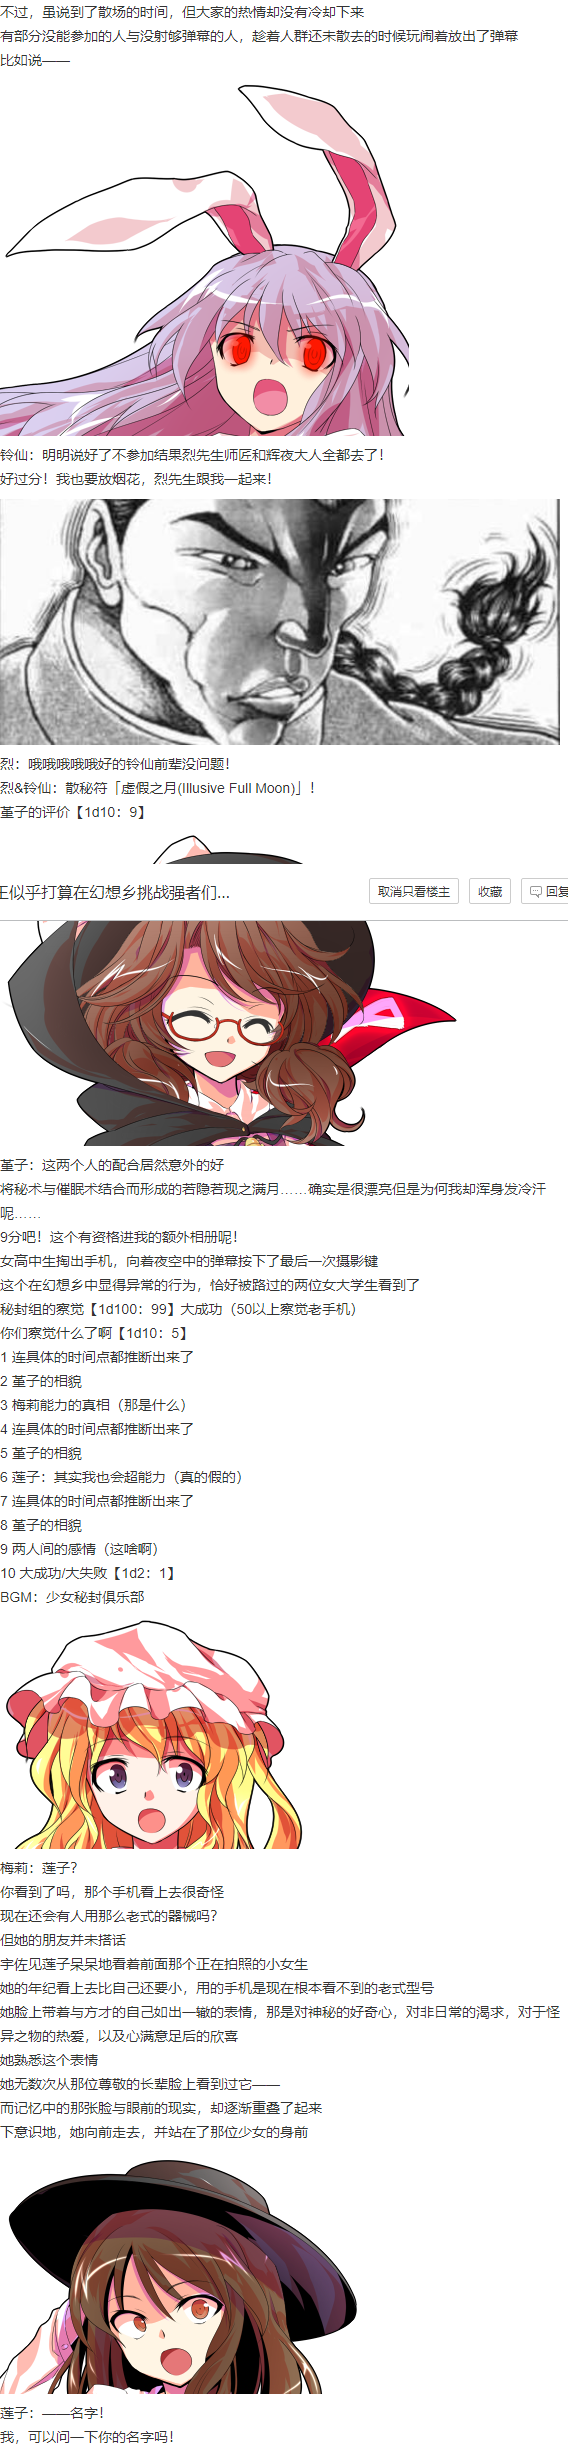 不过，虽说到了散场的时间，但大家的热情却没有冷却下来
有部分没能参加的人与没射够弹幕的人，趁着人群还未散去的时候玩闹着放出了弹幕
比如说——
铃仙：明明说好了不参加结果烈先生师匠和辉夜大人全都去了！
好过分！我也要放烟花，烈先生跟我一起来！
烈：哦哦哦哦哦好的铃仙前辈没问题！
烈&铃仙：散秘符「虚假之月(Illusive Full Moon)」！
堇子的评价【1d10：9】
王似乎打算在幻想乡挑战强者们...
取消只看楼主
收藏
回复
堇子：这两个人的配合居然意外的好
将秘术与催眠术结合而形成的若隐若现之满月……确实是很漂亮但是为何我却浑身发冷汗
呢……
9分吧！这个有资格进我的额外相册呢！
女高中生掏出手机，向着夜空中的弹幕按下了最后一次摄影键
这个在幻想乡中显得异常的行为，恰好被路过的两位女大学生看到了
秘封组的察觉【1d100：99】大成功（50以上察觉老手机）
你们察觉什么了啊【1d10：5】
1 连具体的时间点都推断出来了
2 堇子的相貌
3 梅莉能力的真相（那是什么）
4 连具体的时间点都推断出来了
5 堇子的相貌
6 莲子：其实我也会超能力（真的假的）
7 连具体的时间点都推断出来了
8 堇子的相貌
9 两人间的感情（这啥啊）
10 大成功/大失败【1d2：1】
BGM：少女秘封俱乐部
梅莉：莲子？
你看到了吗，那个手机看上去很奇怪
现在还会有人用那么老式的器械吗？
但她的朋友并未搭话
宇佐见莲子呆呆地看着前面那个正在拍照的小女生
她的年纪看上去比自己还要小，用的手机是现在根本看不到的老式型号
她脸上带着与方才的自己如出一辙的表情，那是对神秘的好奇心，对非日常的渴求，对于怪
异之物的热爱，以及心满意足后的欣喜
她熟悉这个表情
她无数次从那位尊敬的长辈脸上看到过它——
而记忆中的那张脸与眼前的现实，却逐渐重叠了起来
下意识地，她向前走去，并站在了那位少女的身前
莲子：——名字！
我，可以问一下你的名字吗！